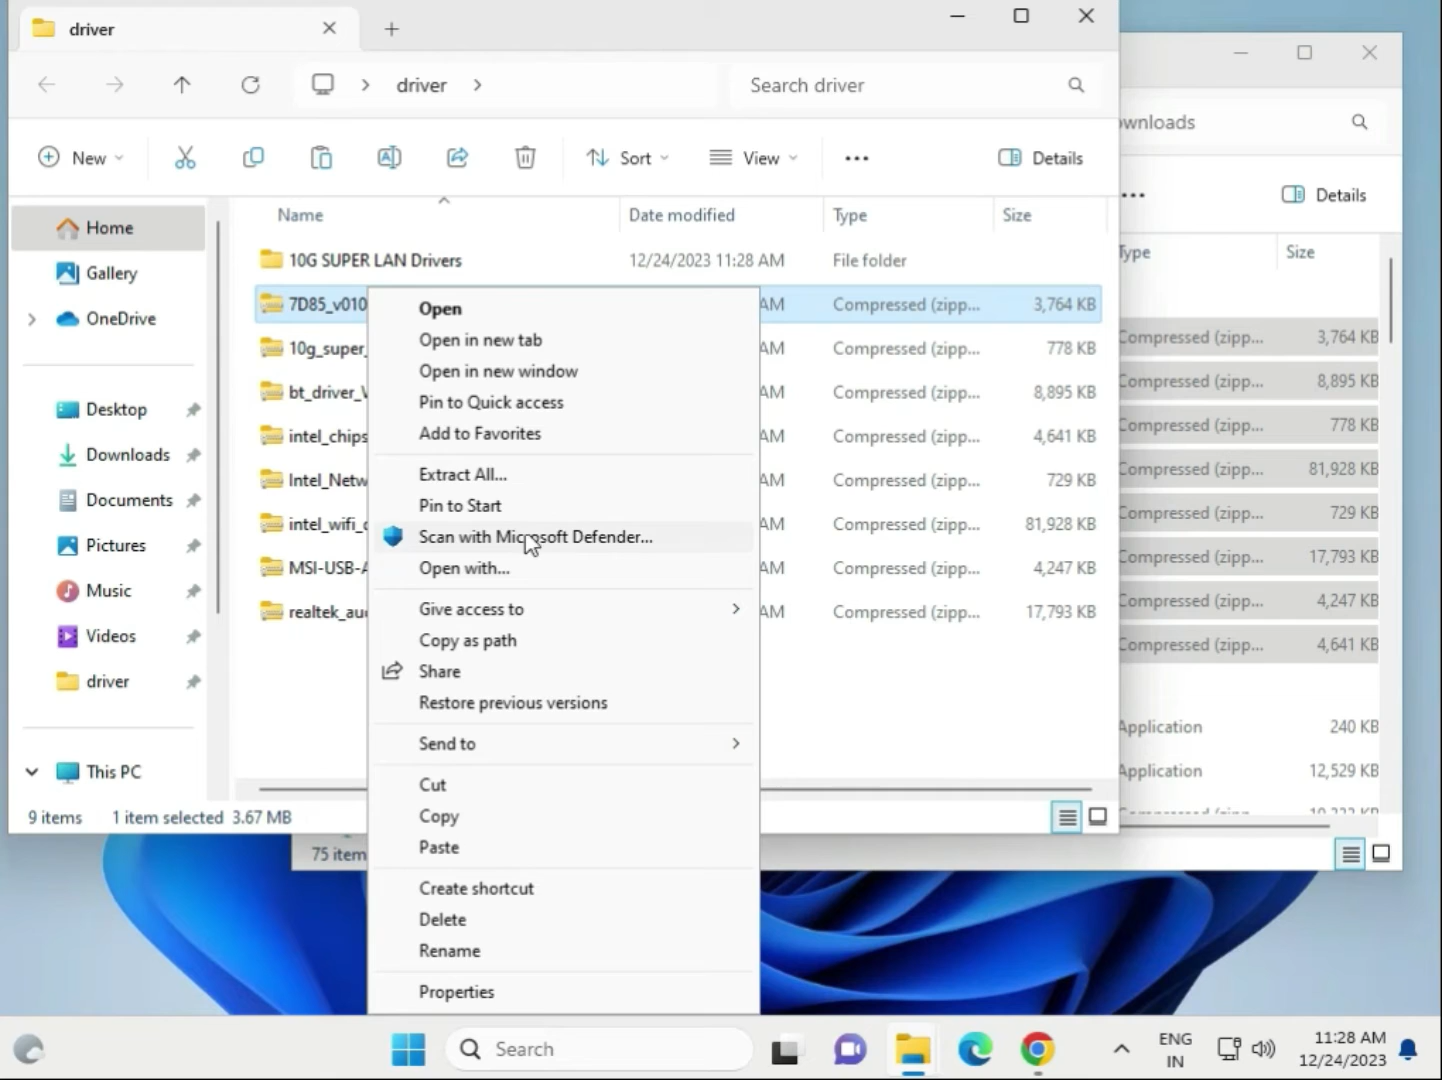 driver
driver
Search driver
New
Sort
View
Details
Name
Date modified
Type
Size
Home
Gallery
OneDrive
Desktop
Downloads
Documents
Pictures
Music
Videos
driver
This PC
10G SUPER LAN Drivers 12/24/2023 11:28 AM File folder
7D85_v010 AM Compressed (zipp... 3,764 KB
10g_super_ AM Compressed (zipp... 778 KB
bt_driver_ AM Compressed (zipp... 8,895 KB
intel_chips AM Compressed (zipp... 4,641 KB
Intel_Netw AM Compressed (zipp... 729 KB
intel_wifi_ AM Compressed (zipp... 81,928 KB
MSI-USB- AM Compressed (zipp... 4,247 KB
realtek_au AM Compressed (zipp... 17,793 KB
9 items 1 item selected 3.67 MB
Open
Open in new tab
Open in new window
Pin to Quick access
Add to Favorites
Extract All...
Pin to Start
Scan with Microsoft Defender...
Open with...
Give access to
Copy as path
Share
Restore previous versions
Send to
Cut
Copy
Paste
Create shortcut
Delete
Rename
Properties
ownloads
Details
Type
Size
Compressed (zipp... 3,764 KB
Compressed (zipp... 8,895 KB
Compressed (zipp... 778 KB
Compressed (zipp... 81,928 KB
Compressed (zipp... 729 KB
Compressed (zipp... 17,793 KB
Compressed (zipp... 4,247 KB
Compressed (zipp... 4,641 KB
Application 240 KB
Application 12,529 KB
75 item
Search
ENG
IN
11:28 AM
12/24/2023